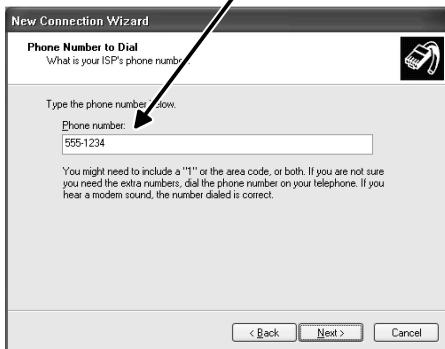 New Connection Wizard
Phone Number to Dial
What is your ISP's phone number
Type the phone number below.
Phone number:
555-1234
You might need to include a "1" or the area code, or both. If you are not sure
you need the extra numbers, dial the phone number on your telephone. If you
hear a modem sound, the number dialed is correct.
< Back
Next >
Cancel